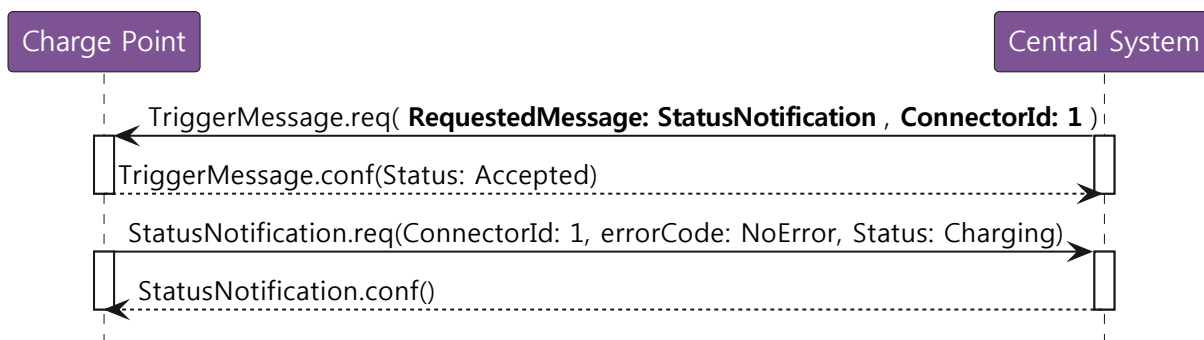 Charge Point
Central System
TriggerMessage.req( RequestedMessage: StatusNotification , ConnectorId: 1 )
TriggerMessage.conf(Status: Accepted)
StatusNotification.req(ConnectorId: 1, errorCode: NoError, Status: Charging)
StatusNotification.conf()